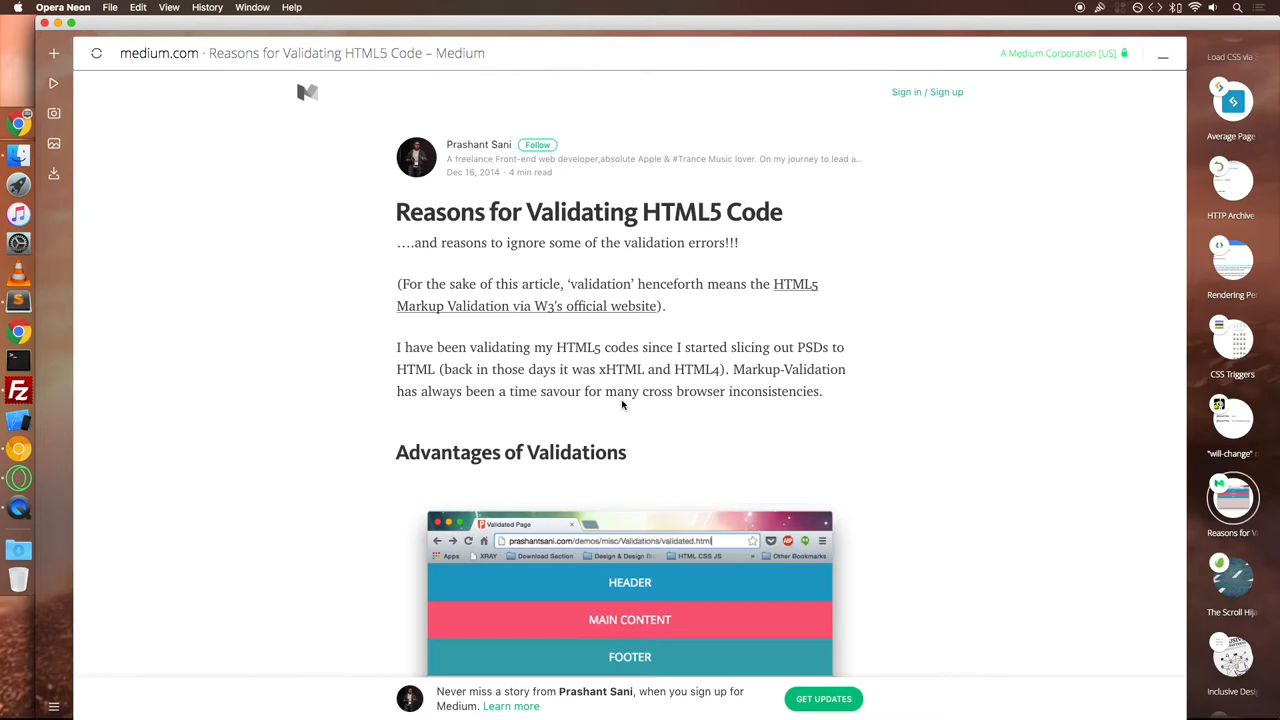 Opera Neon File Edit View History Window Help
medium.com · Reasons for Validating HTML5 Code – Medium
A Medium Corporation [US]
Sign in / Sign up
Prashant Sani Follow
A freelance Front-end web developer,absolute Apple & #Trance Music lover. On my journey to lead a...
Dec 16, 2014 · 4 min read
Reasons for Validating HTML5 Code
….and reasons to ignore some of the validation errors!!!
(For the sake of this article, ‘validation’ henceforth means the HTML5
Markup Validation via W3's official website).
I have been validating my HTML5 codes since I started slicing out PSDs to
HTML (back in those days it was xHTML and HTML4). Markup-Validation
has always been a time savour for many cross browser inconsistencies.
Advantages of Validations
Validated Page
prashantsani.com/demos/misc/Validations/validated.html
Apps XRAY Download Section Design & Design B HTML CSS JS » Other Bookmarks
HEADER
MAIN CONTENT
FOOTER
Never miss a story from Prashant Sani, when you sign up for
Medium. Learn more
GET UPDATES
Load CSS via
Average Page
HTTP Archive
Rendering Pe
CSS Triggers
"will-change"
Reasons for V
The Scroll Hija
Inclusive Desi